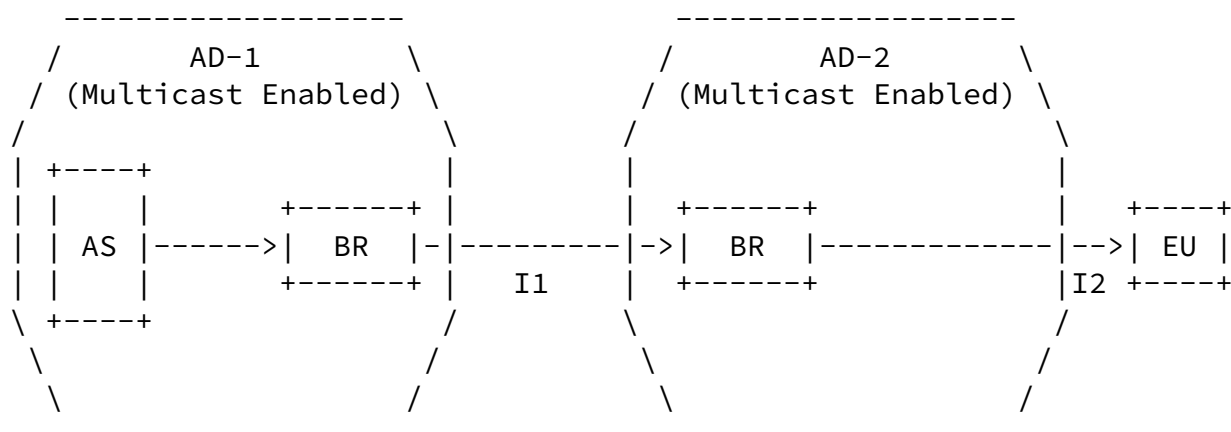 AD-1 AD-2
(Multicast Enabled) (Multicast Enabled)
AS BR BR EU
I1 I2